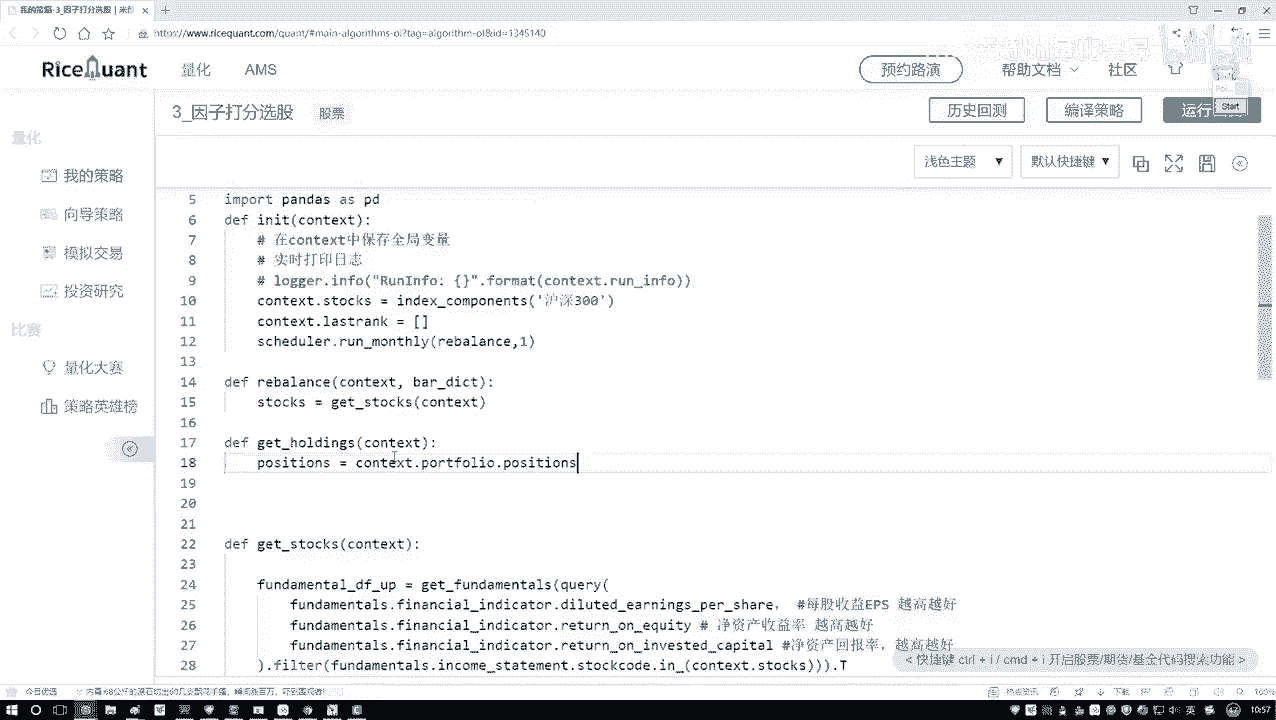 我的策略-3_因子打分选股 | 米
https://www.ricequant.com/quant/#main-algorithms-ol?tag=algorithm-ol&id=1345140
RiceQuant 量化 AMS 预约路演 帮助文档 社区
3_因子打分选股 股票 历史回测 编译策略 运行
Start
浅色主题 默认快捷键
量化
我的策略
向导策略
模拟交易
投资研究
比赛
量化大赛
策略英雄榜
5 import pandas as pd
6 def init(context):
7 # 在context中保存全局变量
8 # 实时打印日志
9 # logger.info("RunInfo: {}".format(context.run_info))
10 context.stocks = index_components('沪深300')
11 context.lastrank = []
12 scheduler.run_monthly(rebalance,1)
13
14 def rebalance(context, bar_dict):
15 stocks = get_stocks(context)
16
17 def get_holdings(context):
18 positions = context.portfolio.positions
19
20
21
22 def get_stocks(context):
23
24 fundamental_df_up = get_fundamentals(query(
25 fundamentals.financial_indicator.diluted_earnings_per_share, #每股收益EPS 越高越好
26 fundamentals.financial_indicator.return_on_equity # 净资产收益率 越高越好
27 fundamentals.financial_indicator.return_on_invested_capital #净资产回报率，越高越好
28 ).filter(fundamentals.income_statement.stockcode.in_(context.stocks))).T
< 快捷键 ctrl + i / cmd + i 开启股票/期货/基金代码搜索功能 >
今日优选
100%
英
10:57